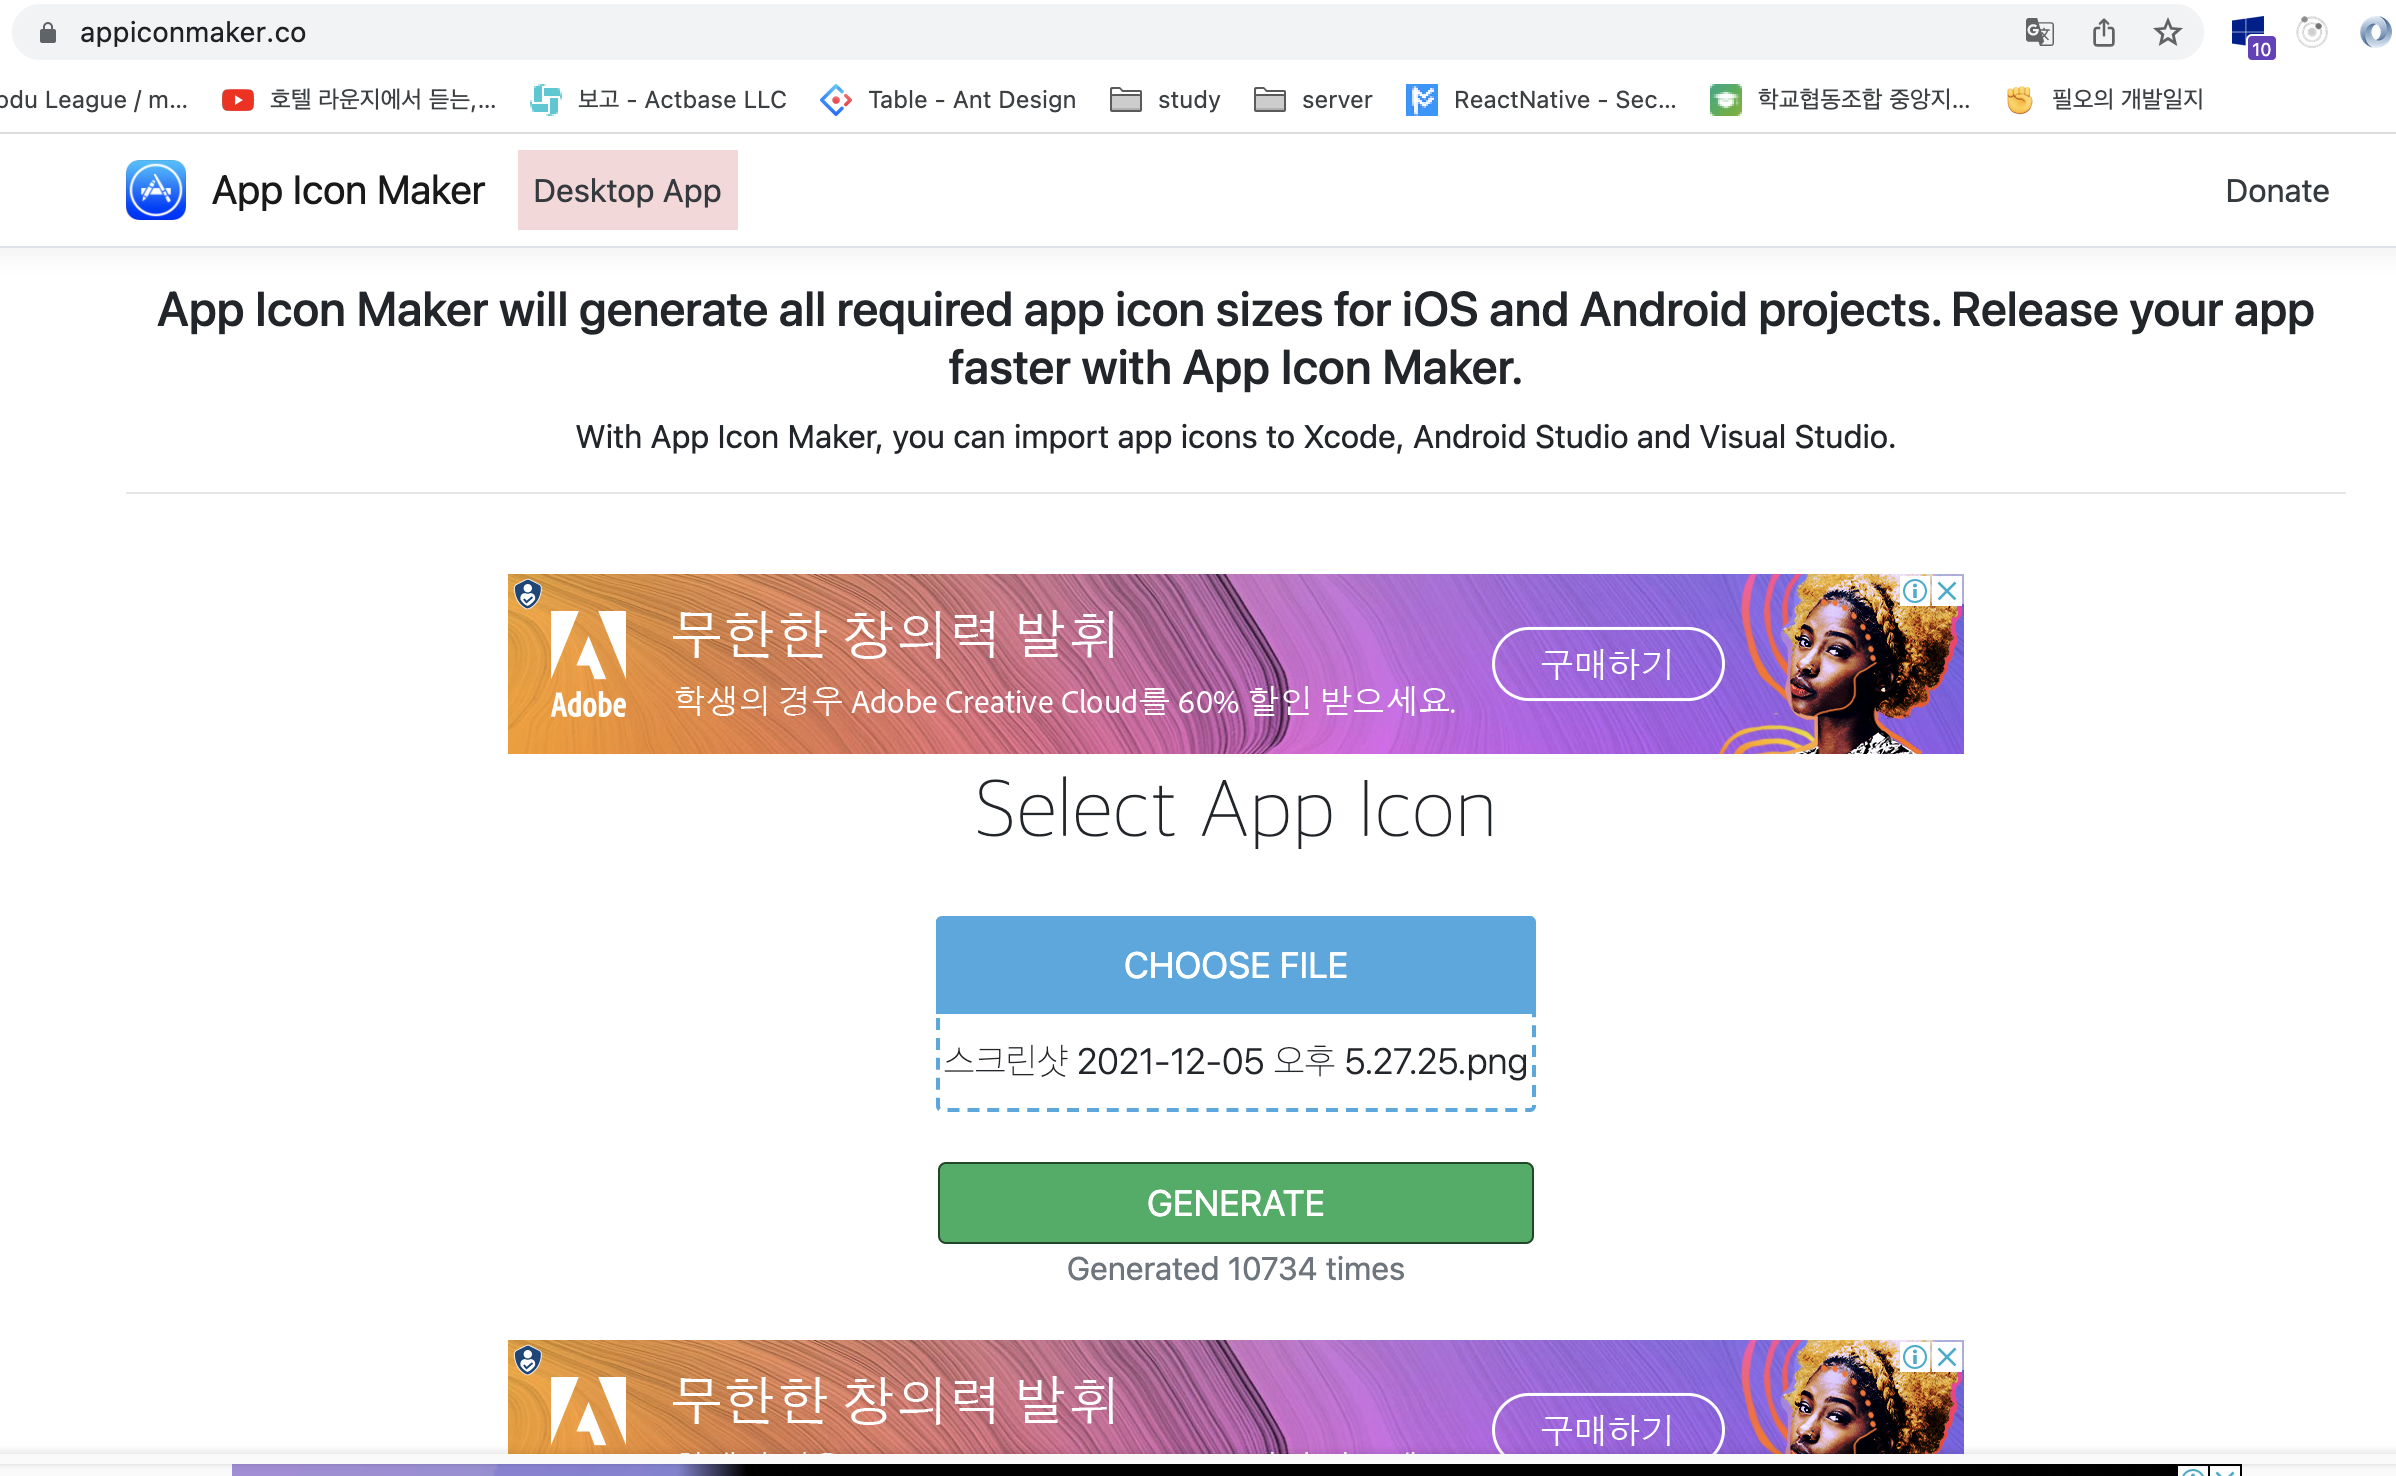 appiconmaker.co
10
odu League / m...
호텔 라운지에서 듣는,...
보고 - Actbase LLC
Table - Ant Design
study
server
ReactNative - Sec...
학교협동조합 중앙지...
필오의 개발일지
App Icon Maker
Desktop App
Donate
App Icon Maker will generate all required app icon sizes for iOS and Android projects. Release your app
faster with App Icon Maker.
With App Icon Maker, you can import app icons to Xcode, Android Studio and Visual Studio.
무한한 창의력 발휘
Adobe
학생의 경우 Adobe Creative Cloud를 60% 할인 받으세요.
구매하기
Select App Icon
CHOOSE FILE
스크린샷 2021-12-05 오후 5.27.25.png
GENERATE
Generated 10734 times
무한한 창의력 발휘
구매하기